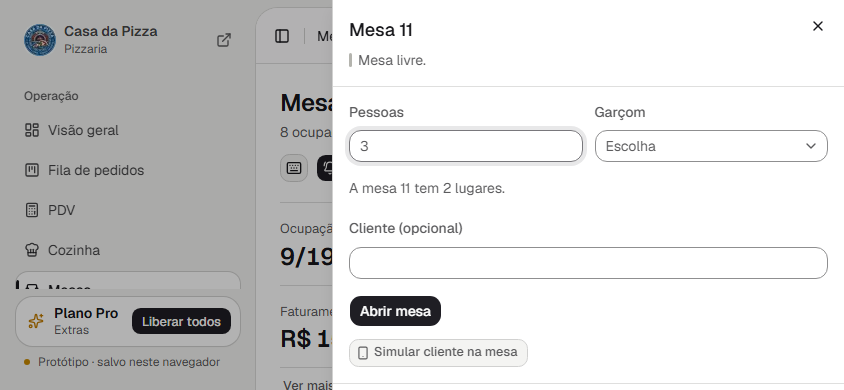 Casa da Pizza
Pizzaria
Operação
Visão geral
Fila de pedidos
PDV
Cozinha
Plano Pro
Extras
Liberar todos
Protótipo · salvo neste navegador
8 ocupa
Ocupaçã
9/19
Faturame
R$ 1
Ver mais
Mesa 11
Mesa livre.
Pessoas
Garçom
3
Escolha
A mesa 11 tem 2 lugares.
Cliente (opcional)
Abrir mesa
Simular cliente na mesa